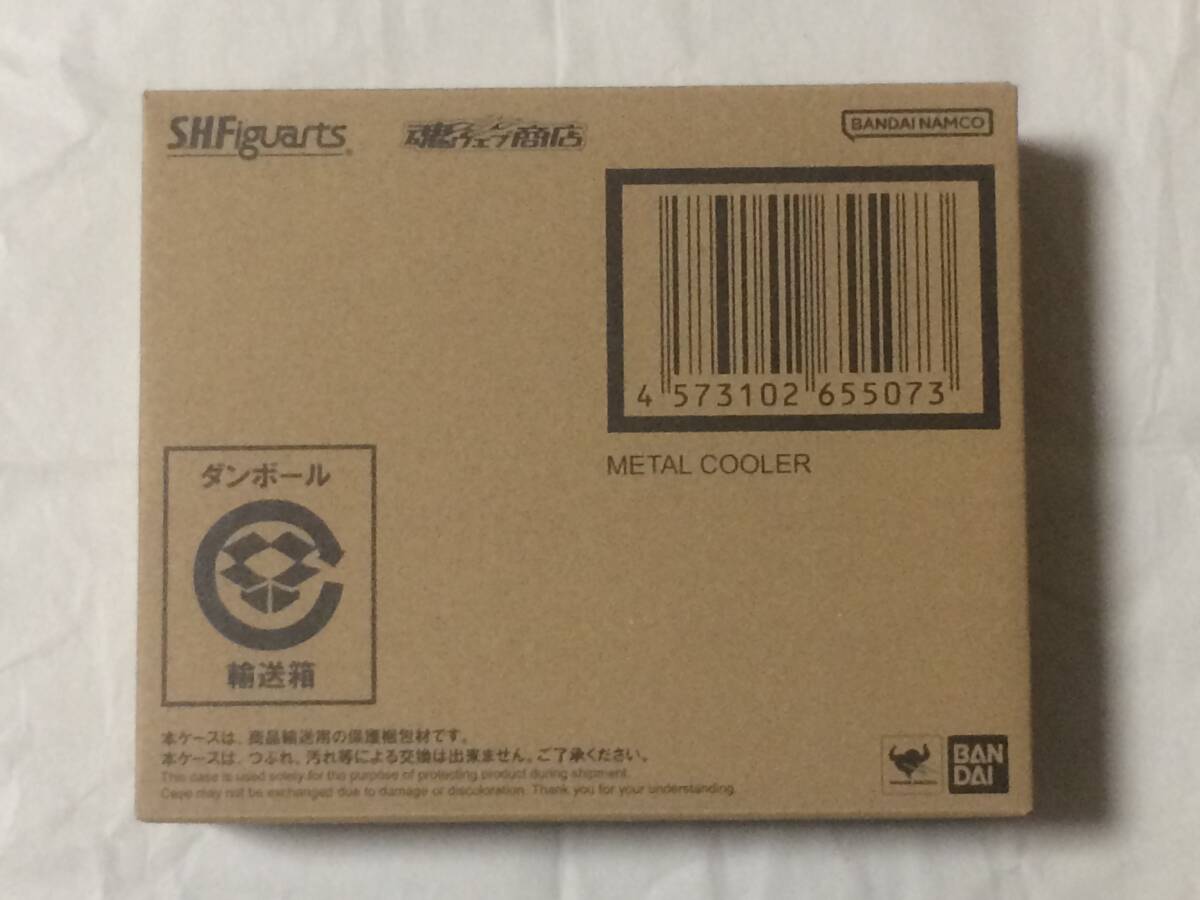 S.H.Figuarts
魂ウェブ商店
BANDAI NAMCO
4 573102 655073
METAL COOLER
ダンボール
輸送箱
本ケースは、商品輸送用の保護梱包材です。
本ケースは、つぶれ、汚れ等による交換は出来ません。ご了承ください。
This case is used solely for the purpose of protecting product during shipment.
Case may not be exchanged due to damage or discoloration. Thank you for your understanding.
BAN
DAI